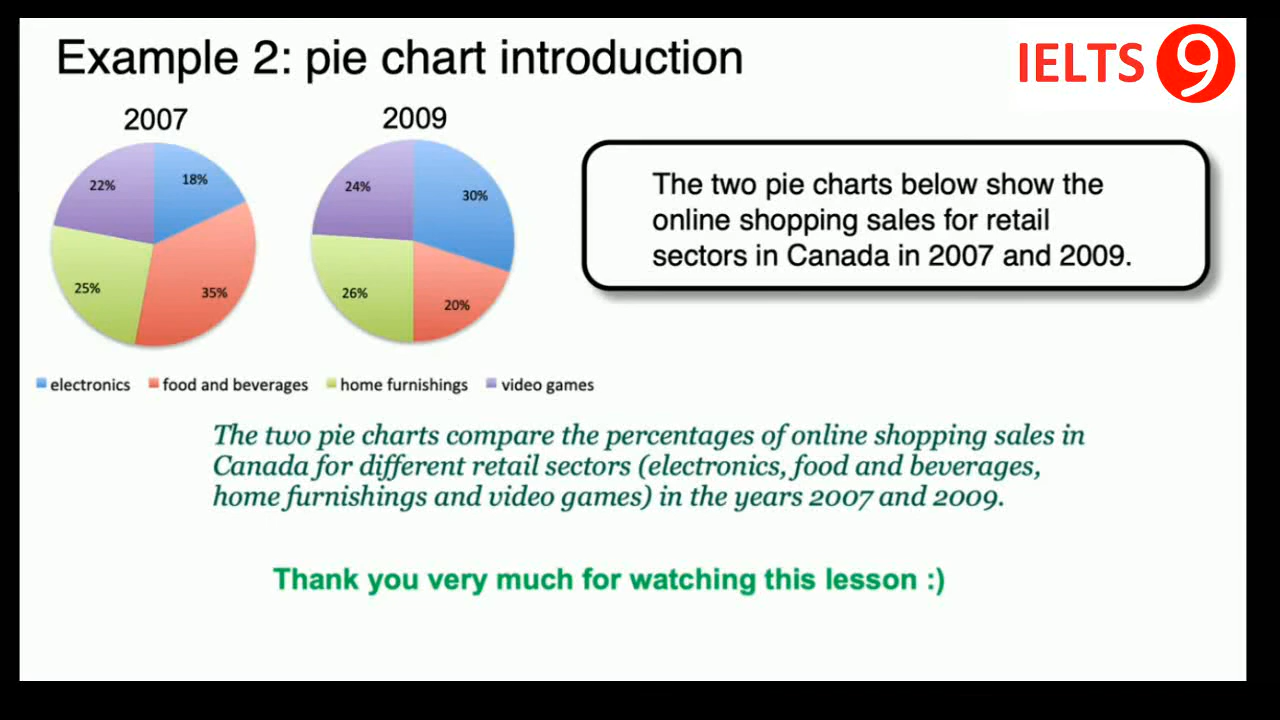 Example 2: pie chart introduction
IELTS 9
2007
2009
22%
18%
25%
35%
24%
30%
26%
20%
electronics food and beverages home furnishings video games
The two pie charts below show the
online shopping sales for retail
sectors in Canada in 2007 and 2009.
The two pie charts compare the percentages of online shopping sales in
Canada for different retail sectors (electronics, food and beverages,
home furnishings and video games) in the years 2007 and 2009.
Thank you very much for watching this lesson :)